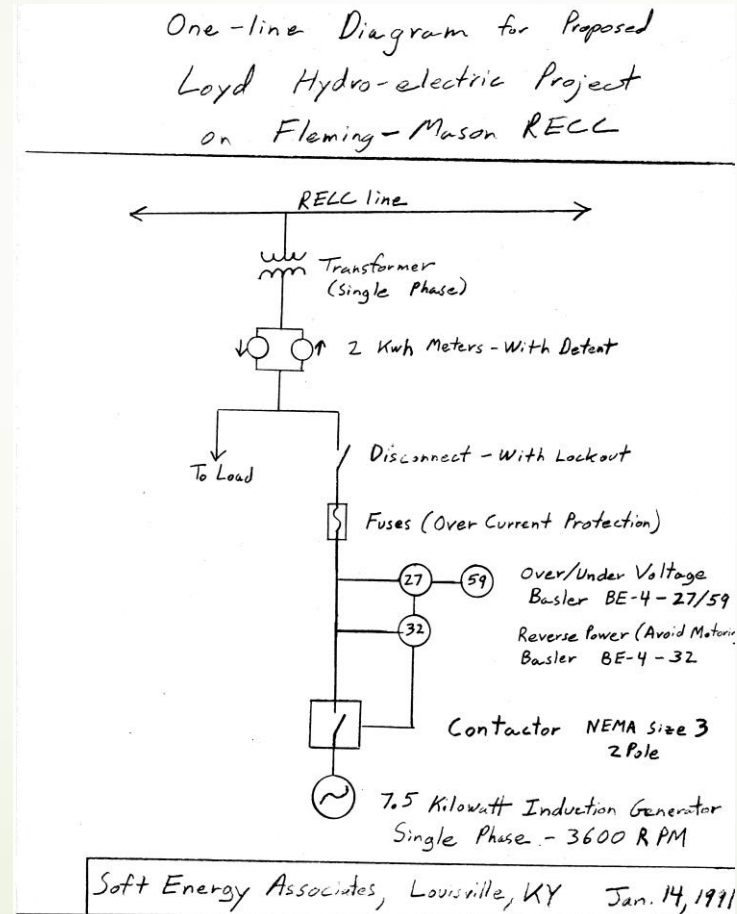 One-line Diagram for Proposed
Loyd Hydro-electric Project
on Fleming-Mason RECC
RECC line
Transformer
(Single Phase)
2 Kwh Meters - With Detent
To Load
Disconnect - With Lockout
Fuses (Over Current Protection)
27
59
Over/Under Voltage
Basler BE-4-27/59
32
Reverse Power (Avoid Motorin
Basler BE-4-32
Contactor NEMA Size 3
2 Pole
7.5 Kilowatt Induction Generator
Single Phase - 3600 RPM
Soft Energy Associates, Louisville, KY Jan. 14, 1991